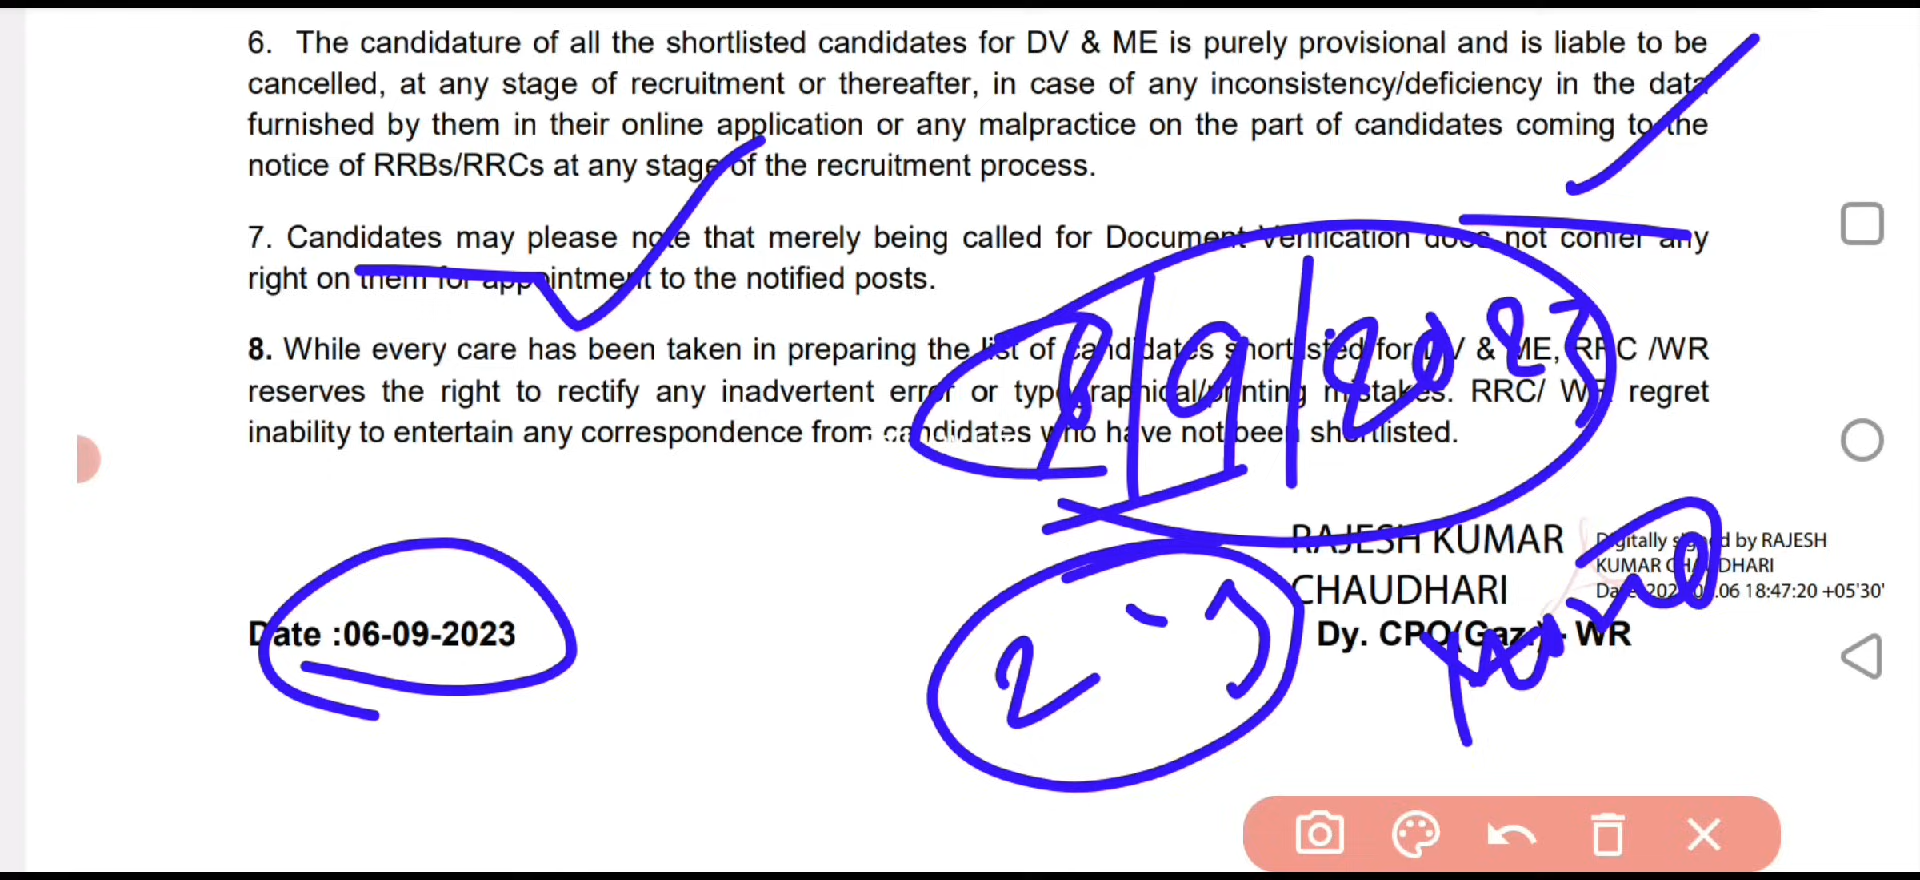 6. The candidature of all the shortlisted candidates for DV & ME is purely provisional and is liable to be
cancelled, at any stage of recruitment or thereafter, in case of any inconsistency/deficiency in the data
furnished by them in their online application or any malpractice on the part of candidates coming to the
notice of RRBs/RRCs at any stage of the recruitment process.
7. Candidates may please note that merely being called for Document Verification does not confer any
right on them for appointment to the notified posts.
8. While every care has been taken in preparing the list of candidates shortlisted for DV & ME, RRC /WR
reserves the right to rectify any inadvertent error or typographical/printing mistakes. RRC/ WR regret
inability to entertain any correspondence from candidates who have not been shortlisted.
8/9/2023
RAJESH KUMAR
CHAUDHARI
Digitally signed by RAJESH
KUMAR CHAUDHARI
Date: 2023.09.06 18:47:20 +05'30'
Date :06-09-2023
2-3
Dy. CPO(Gaz.)- WR